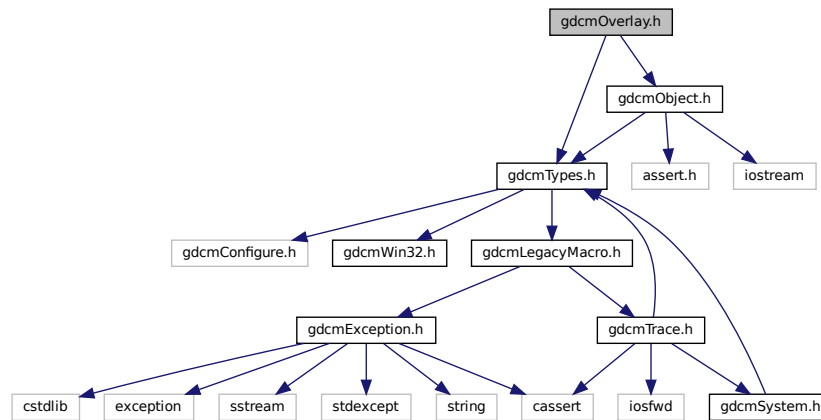 gdcmOverlay.h
gdcmObject.h
gdcmTypes.h
assert.h
iostream
gdcmConfigure.h
gdcmWin32.h
gdcmLegacyMacro.h
gdcmException.h
gdcmTrace.h
cstdlib
exception
sstream
stdexcept
string
cassert
iosfwd
gdcmSystem.h